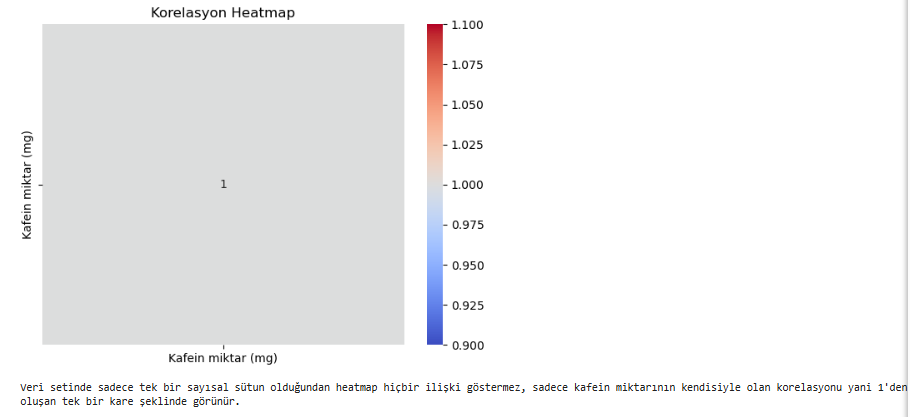 Korelasyon Heatmap
Kafein miktar (mg)
1
Kafein miktar (mg)
1.100
1.075
1.050
1.025
1.000
0.975
0.950
0.925
0.900
Veri setinde sadece tek bir sayısal sütun olduğundan heatmap hiçbir ilişki göstermez, sadece kafein miktarının kendisiyle olan korelasyonu yani 1'den
oluşan tek bir kare şeklinde görünür.